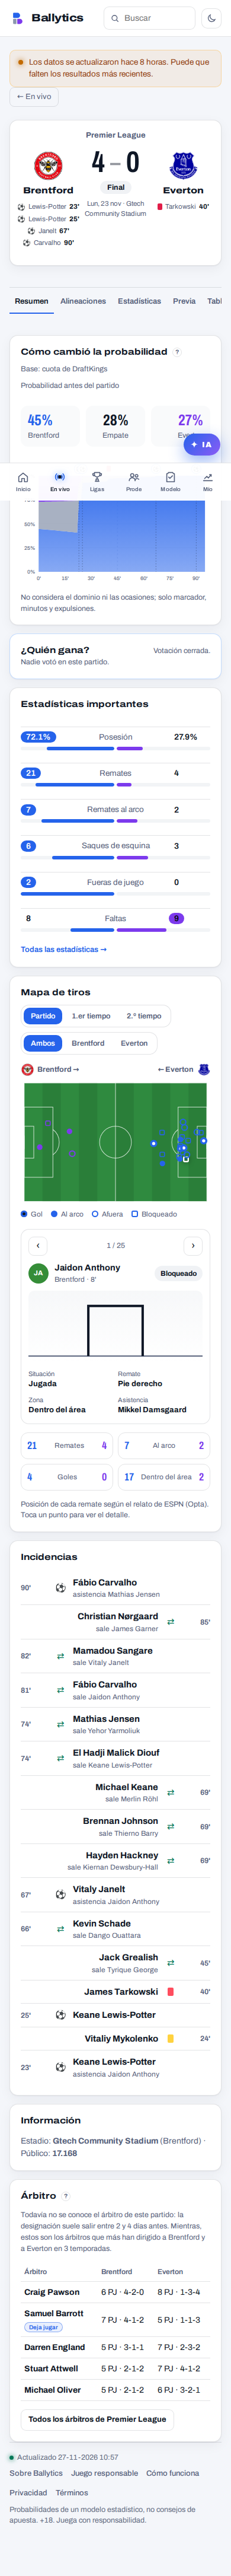 Ballytics
Buscar
Los datos se actualizaron hace 8 horas. Puede que
falten los resultados más recientes.
← En vivo
Premier League
4 – 0
Brentford
Everton
Final
Lewis-Potter 23'
Lewis-Potter 25'
Janelt 67'
Carvalho 90'
Lun, 23 nov · Gtech
Community Stadium
Tarkowski 40'
Resumen
Alineaciones
Estadísticas
Previa
Tabl
Cómo cambió la probabilidad ?
Base: cuota de DraftKings
Probabilidad antes del partido
45%
Brentford
28%
Empate
27%
IA
Inicio
En vivo
Ligas
Prode
Modelo
Mío
50%
25%
0%
0'
15'
30'
45'
60'
75'
90'
No considera el dominio ni las ocasiones; solo marcador,
minutos y expulsiones.
¿Quién gana?
Votación cerrada.
Nadie votó en este partido.
Estadísticas importantes
72.1% Posesión 27.9%
21 Remates 4
7 Remates al arco 2
6 Saques de esquina 3
2 Fueras de juego 0
8 Faltas 9
Todas las estadísticas →
Mapa de tiros
Partido
1.er tiempo
2.º tiempo
Ambos
Brentford
Everton
Brentford →
← Everton
Gol
Al arco
Afuera
Bloqueado
‹
1 / 25
›
JA
Jaidon Anthony
Brentford · 8'
Bloqueado
Situación
Jugada
Remate
Pie derecho
Zona
Dentro del área
Asistencia
Mikkel Damsgaard
21 Remates 4
7 Al arco 2
4 Goles 0
17 Dentro del área 2
Posición de cada remate según el relato de ESPN (Opta).
Toca un punto para ver el detalle.
Incidencias
90' Fábio Carvalho
asistencia Mathias Jensen
Christian Nørgaard 85'
sale James Garner
82' Mamadou Sangare
sale Vitaly Janelt
81' Fábio Carvalho
sale Jaidon Anthony
74' Mathias Jensen
sale Yehor Yarmoliuk
74' El Hadji Malick Diouf
sale Keane Lewis-Potter
Michael Keane 69'
sale Merlin Röhl
Brennan Johnson 69'
sale Thierno Barry
Hayden Hackney 69'
sale Kiernan Dewsbury-Hall
67' Vitaly Janelt
asistencia Jaidon Anthony
66' Kevin Schade
sale Dango Ouattara
Jack Grealish 45'
sale Tyrique George
James Tarkowski 40'
25' Keane Lewis-Potter
Vitaliy Mykolenko 24'
23' Keane Lewis-Potter
asistencia Jaidon Anthony
Información
Estadio: Gtech Community Stadium (Brentford) ·
Público: 17.168
Árbitro ?
Todavía no se conoce el árbitro de este partido: la
designación suele salir entre 2 y 4 días antes. Mientras,
estos son los árbitros que más han dirigido a Brentford y
a Everton en 3 temporadas.
Árbitro Brentford Everton
Craig Pawson 6 PJ · 4-2-0 8 PJ · 1-3-4
Samuel Barrott 7 PJ · 4-1-2 5 PJ · 1-1-3
Deja jugar
Darren England 5 PJ · 3-1-1 7 PJ · 2-3-2
Stuart Attwell 5 PJ · 2-1-2 7 PJ · 4-1-2
Michael Oliver 5 PJ · 2-1-2 6 PJ · 3-2-1
Todos los árbitros de Premier League
Actualizado 27-11-2026 10:57
Sobre Ballytics
Juego responsable
Cómo funciona
Privacidad
Términos
Probabilidades de un modelo estadístico, no consejos de
apuesta. +18. Juega con responsabilidad.